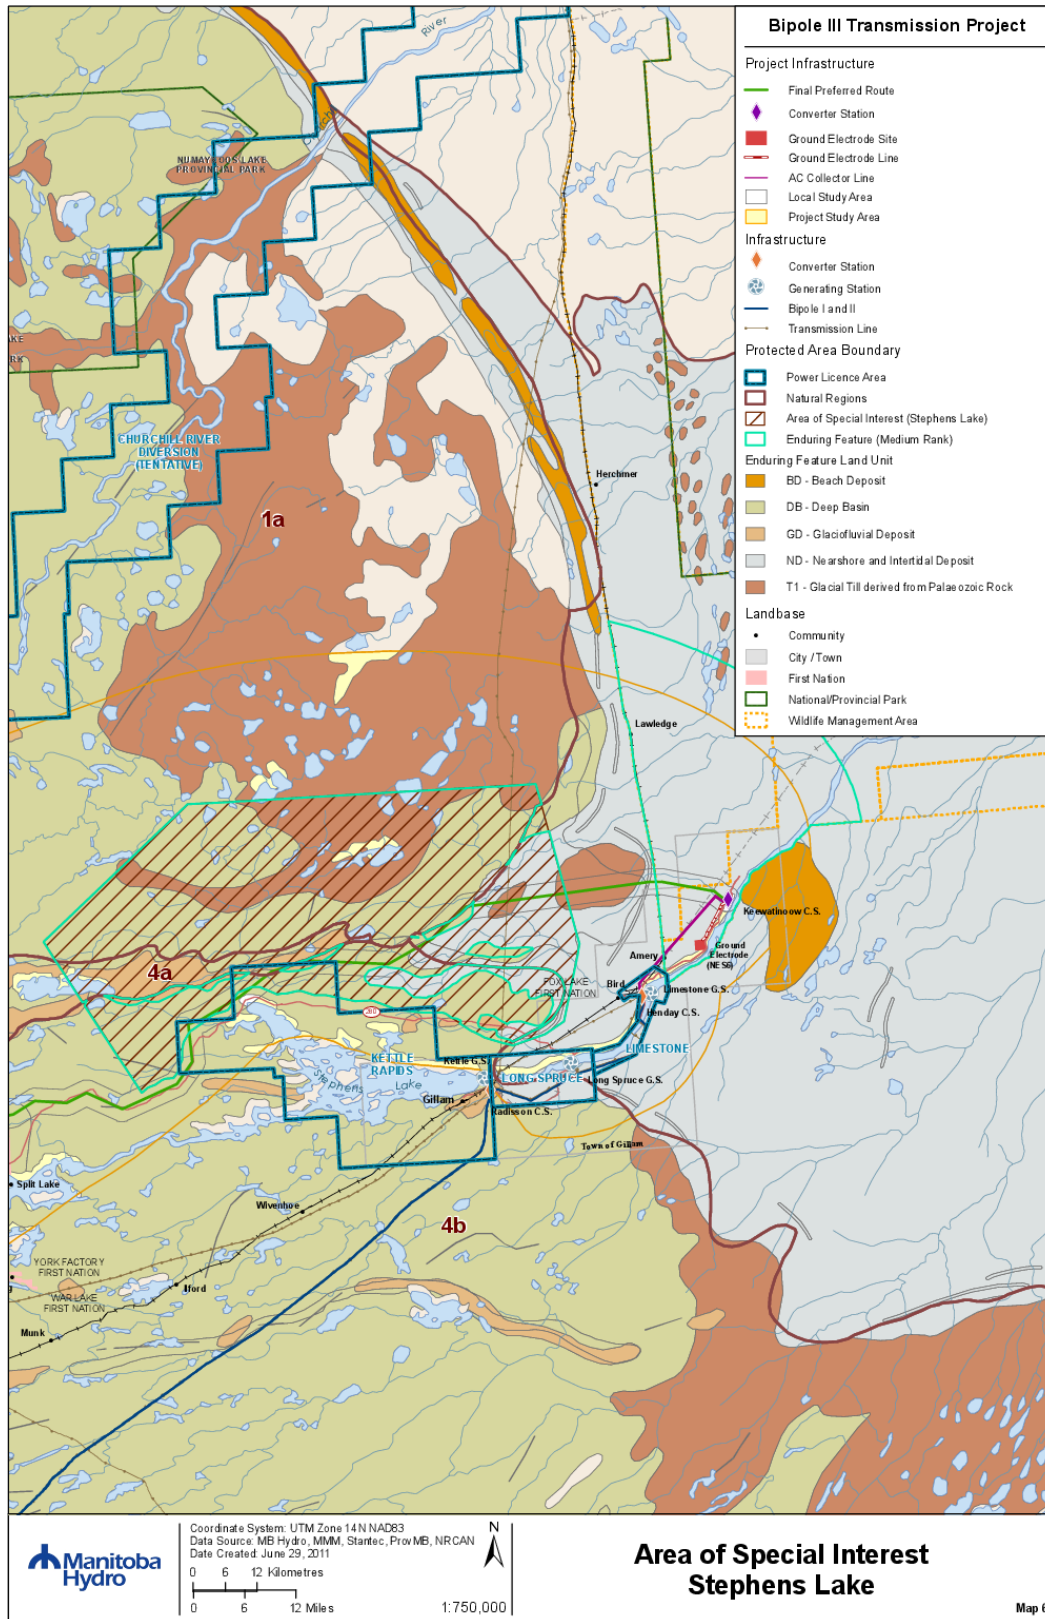 Bipole III Transmission Project
Project Infrastructure
Final Preferred Route
Converter Station
Ground Electrode Site
Ground Electrode Line
AC Collector Line
Local Study Area
Project Study Area
Infrastructure
Converter Station
Generating Station
Bipole I and II
Transmission Line
Protected Area Boundary
Power Licence Area
Natural Regions
Area of Special Interest (Stephens Lake)
Enduring Feature (Medium Rank)
Enduring Feature Land Unit
BD - Beach Deposit
DB - Deep Basin
GD - Glaciofluvial Deposit
ND - Nearshore and Intertidal Deposit
T1 - Glacial Till derived from Palaeozoic Rock
Landbase
Community
City / Town
First Nation
National/Provincial Park
Wildlife Management Area
River
PROVINCIAL PARK
CHURCHILL RIVER
DIVERSION
(TENTATIVE)
1a
Herchmer
Lawledge
Keewatinoow C.S.
Ground
Electrode
(NES6)
Amery
Bird
FOX LAKE
FIRST NATION
Limestone G.S.
Henday C.S.
LIMESTONE
4a
280
KETTLE
RAPIDS
Kettle G.S.
LONG SPRUCE
Long Spruce G.S.
Stephens Lake
Gillam
Radisson C.S.
Town of Gillam
Split Lake
Wivenhoe
4b
YORK FACTORY
FIRST NATION
WAR LAKE
FIRST NATION
Ilford
Munk
Manitoba
Hydro
Coordinate System: UTM Zone 14N NAD83
Data Source: MB Hydro, MMM, Stantec, ProvMB, NRCAN
Date Created: June 29, 2011
0 6 12 Kilometres
0 6 12 Miles
1:750,000
N
Area of Special Interest
Stephens Lake
Map 6